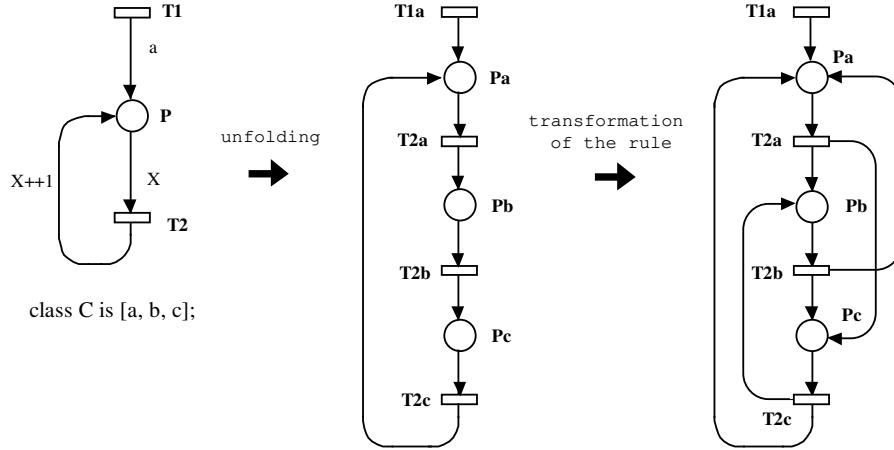 T1
a
P
X++1
X
T2
class C is [a, b, c];
unfolding
T1a
Pa
T2a
Pb
T2b
Pc
T2c
transformation
of the rule
T1a
Pa
T2a
Pb
T2b
Pc
T2c